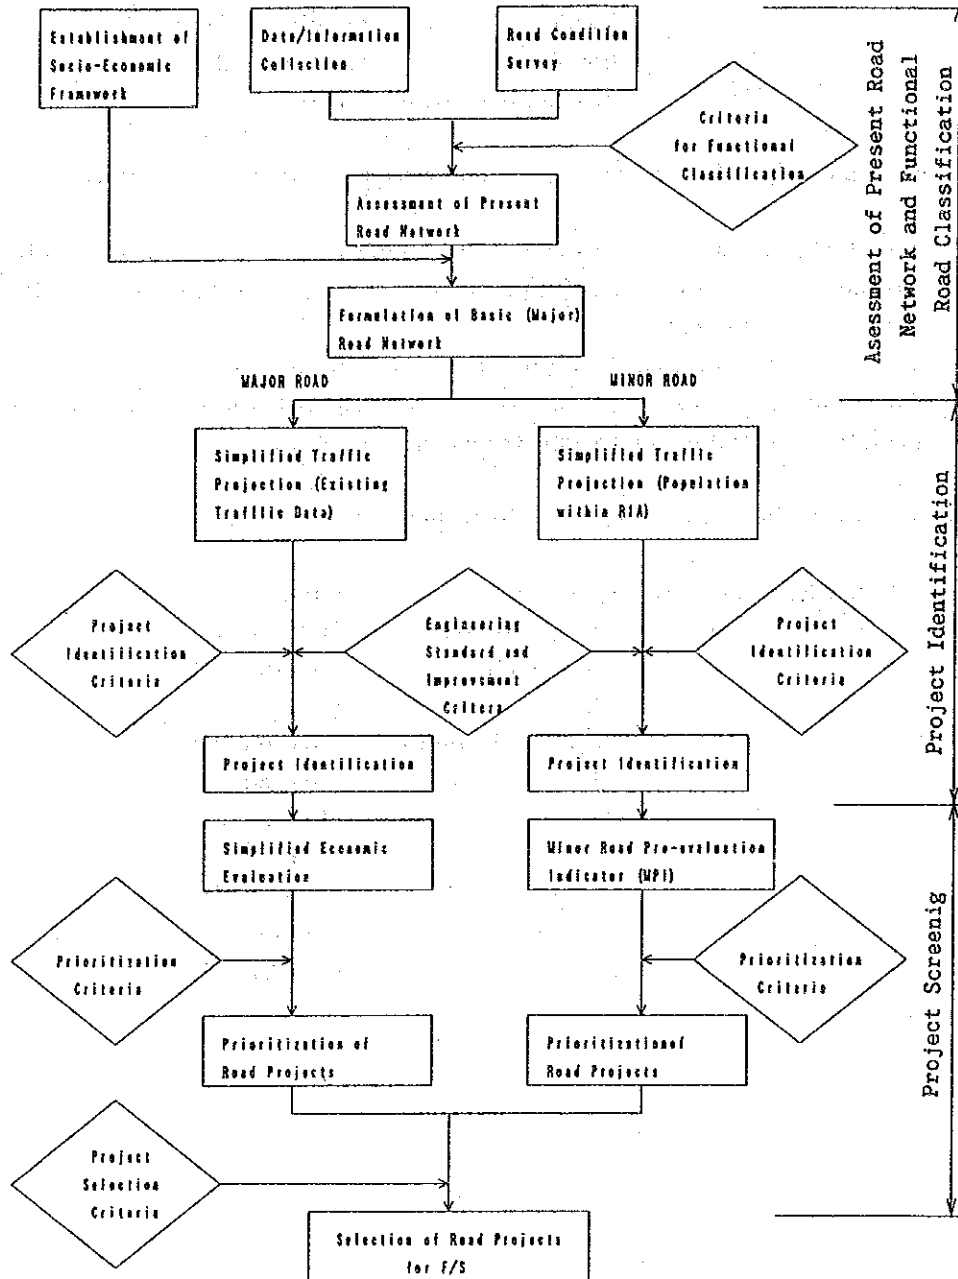 Establishment of
Socio-Economic
Framework
Data/Information
Collection
Road Condition
Survey
Criteria
for Functional
Classification
Assessment of Present
Road Network
Formulation of Basic (Major)
Road Network
MAJOR ROAD
MINOR ROAD
Simplified Traffic
Projection (Existing
Traffic Data)
Simplified Traffic
Projection (Population
within RIA)
Project
Identification
Criteria
Engineering
Standard and
Improvement
Critera
Project
Identification
Criteria
Project Identification
Project Identification
Simplified Economic
Evaluation
Minor Road Pre-evaluation
Indicator (MPI)
Prioritization
Criteria
Prioritization
Criteria
Prioritization of
Road Projects
Prioritizationof
Road Projects
Project
Selection
Criteria
Selection of Road Projects
for F/S
Asessment of Present Road
Network and Functional
Road Classification
Project Identification
Project Screenig